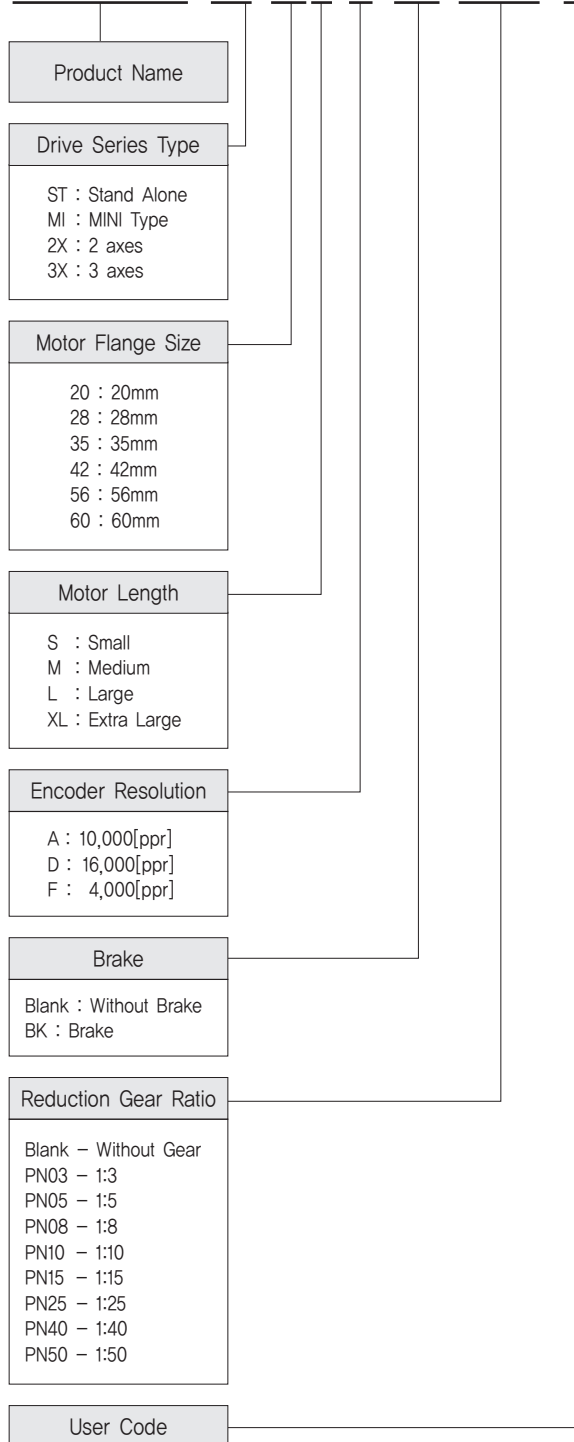 Product Name
Drive Series Type
ST : Stand Alone
MI : MINI Type
2X : 2 axes
3X : 3 axes
Motor Flange Size
20 : 20mm
28 : 28mm
35 : 35mm
42 : 42mm
56 : 56mm
60 : 60mm
Motor Length
S : Small
M : Medium
L : Large
XL : Extra Large
Encoder Resolution
A : 10,000[ppr]
D : 16,000[ppr]
F : 4,000[ppr]
Brake
Blank : Without Brake
BK : Brake
Reduction Gear Ratio
Blank – Without Gear
PN03 – 1:3
PN05 – 1:5
PN08 – 1:8
PN10 – 1:10
PN15 – 1:15
PN25 – 1:25
PN40 – 1:40
PN50 – 1:50
User Code